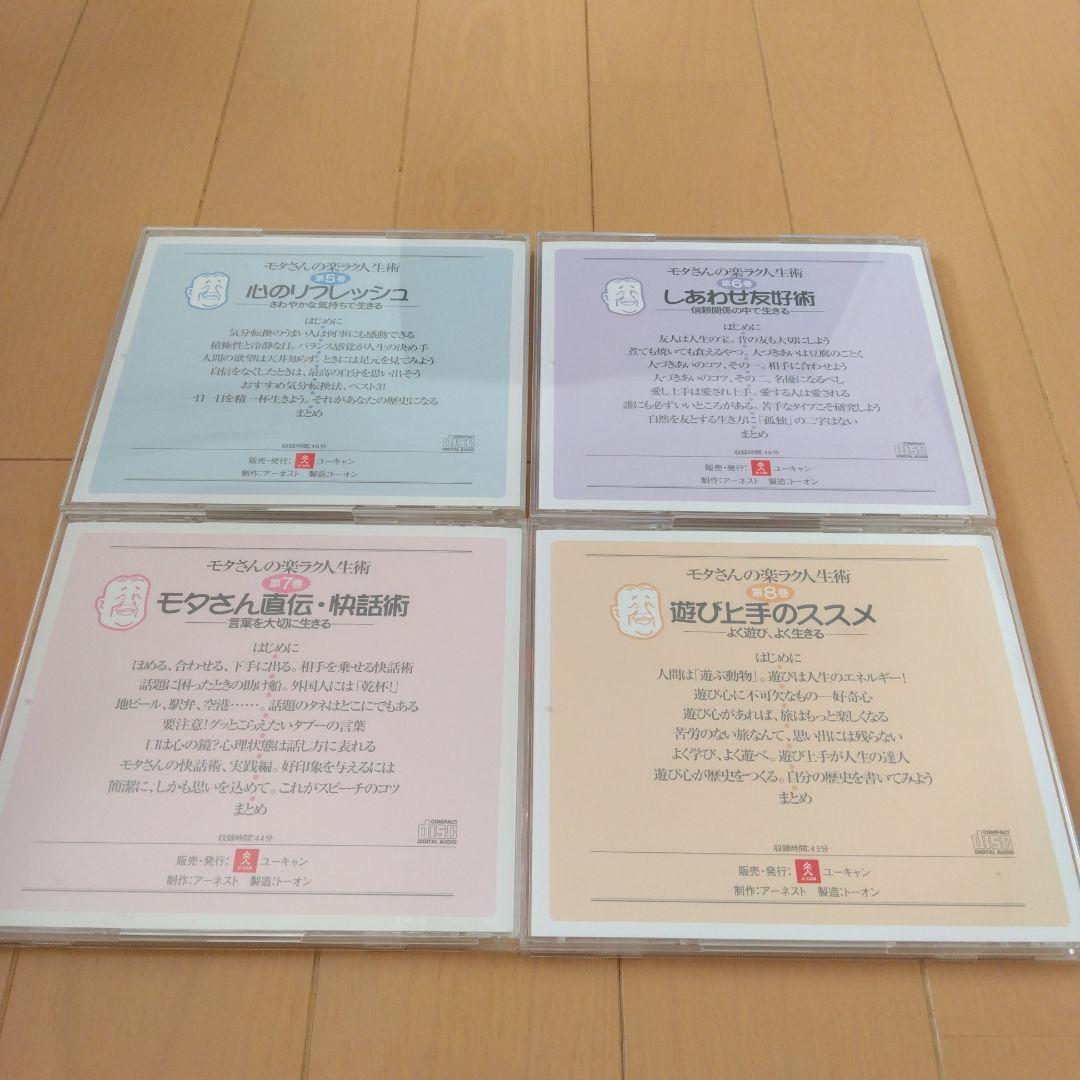 モタさんの楽ラク人生術
第5巻
心のリフレッシュ
さわやかな気持ちで生きる
はじめに
気分転換のうまい人は何事にも感動できる
積極性と冷静な目。バランス感覚が人生の決め手
人間の欲望は天井知らず。ときには足元を見てみよう
自信をなくしたときは、最高の自分を思い出そう
おすすめ気分転換法、ベスト3!
一日一日を精一杯生きよう。それがあなたの歴史になる
まとめ
収録時間:46分
COMPACT
disc
DIGITAL AUDIO
販売・発行: U-CAN ユーキャン
制作:アーネスト 製造:トーオン
モタさんの楽ラク人生術
第6巻
しあわせ友好術
信頼関係の中で生きる
はじめに
友人は人生の宝。昔の友も大切にしよう
煮ても焼いても食えるやつ。人づきあいは豆腐のごとく
人づきあいのコツ、その一。相手に合わせよう
人づきあいのコツ、その二。名優になるべし
愛し上手は愛され上手。愛する人は愛される
誰にも必ずいいところがある。苦手なタイプこそ研究しよう
自然を友とする生き方に「孤独」の二字はない
まとめ
収録時間:46分
COMPACT
disc
DIGITAL AUDIO
販売・発行: U-CAN ユーキャン
制作:アーネスト 製造:トーオン
モタさんの楽ラク人生術
第7巻
モタさん直伝・快話術
言葉を大切に生きる
はじめに
ほめる、合わせる、下手に出る。相手を乗せる快話術
話題に困ったときの助け船。外国人には「乾杯!」
地ビール、駅弁、空港……。話題のタネはどこにでもある
要注意!グッとこらえたいタブーの言葉
口は心の鏡?心理状態は話し方に表れる
モタさんの快話術、実践編。好印象を与えるには
簡潔に、しかも思いを込めて。これがスピーチのコツ
まとめ
収録時間:44分
COMPACT
disc
DIGITAL AUDIO
販売・発行: U-CAN ユーキャン
制作:アーネスト 製造:トーオン
モタさんの楽ラク人生術
第8巻
遊び上手のススメ
よく遊び、よく生きる
はじめに
人間は「遊ぶ動物」。遊びは人生のエネルギー!
遊び心に不可欠なもの―好奇心
遊び心があれば、旅はもっと楽しくなる
苦労のない旅なんて、思い出には残らない
よく学び、よく遊べ。遊び上手が人生の達人
遊び心が歴史をつくる。自分の歴史を書いてみよう
まとめ
収録時間:43分
COMPACT
disc
DIGITAL AUDIO
販売・発行: U-CAN ユーキャン
制作:アーネスト 製造:トーオン